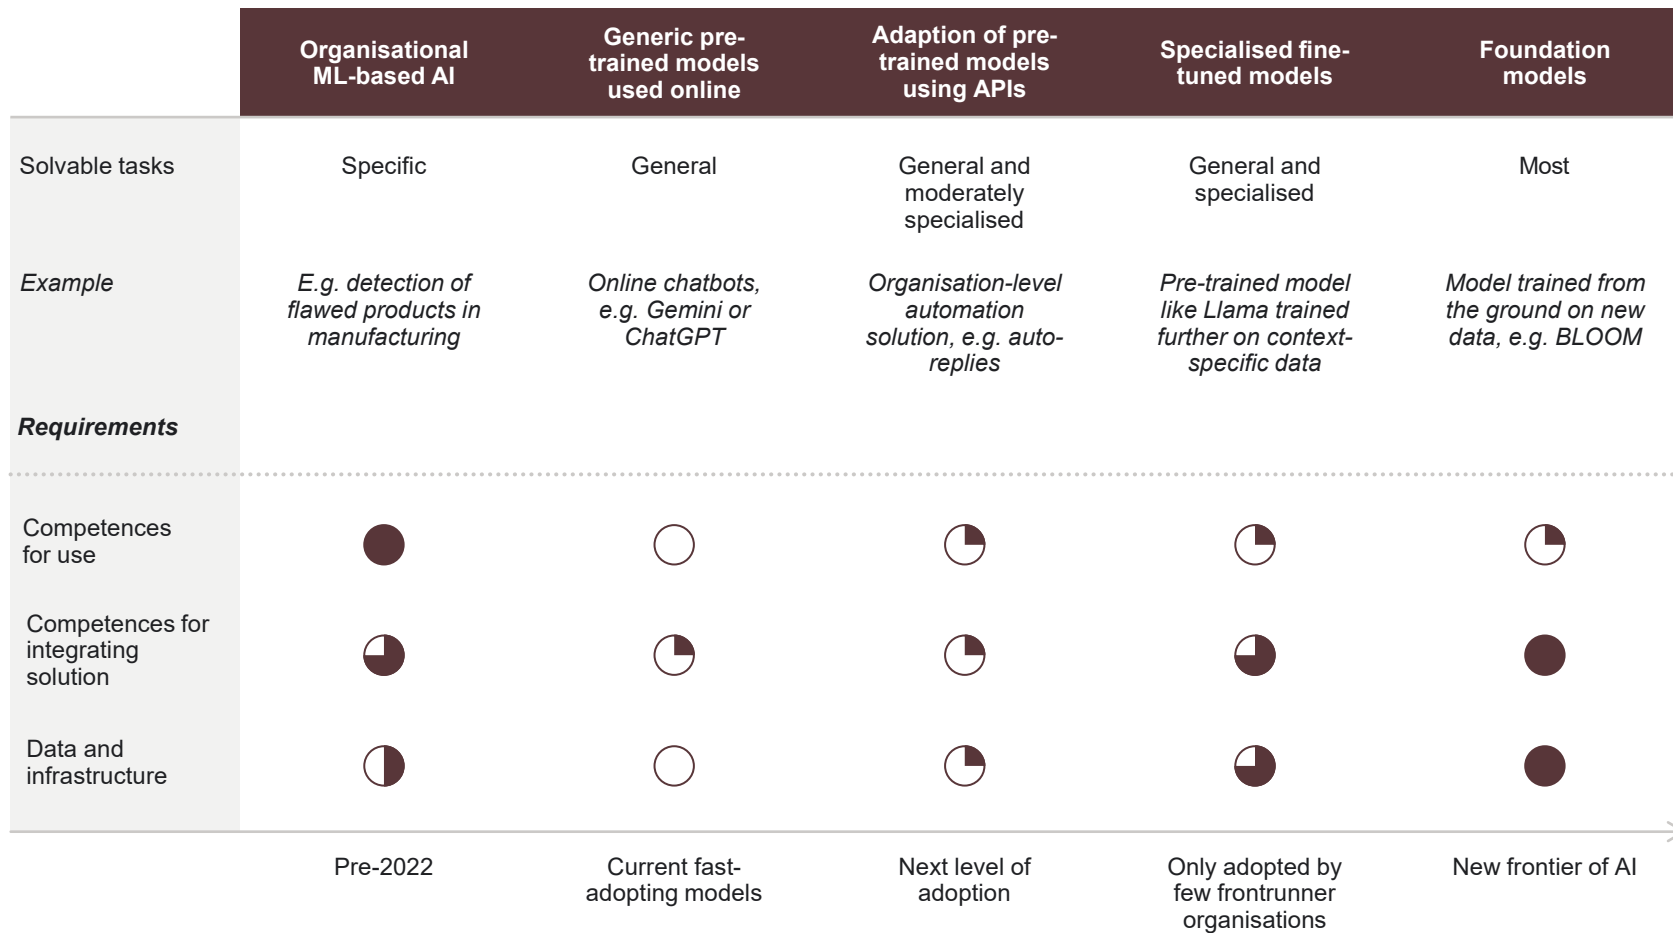 Organisational
ML-based AI
Generic pre-
trained models
used online
Adaption of pre-
trained models
using APIs
Specialised fine-
tuned models
Foundation
models
Solvable tasks
Specific
General
General and
moderately
specialised
General and
specialised
Most
Example
E.g. detection of
flawed products in
manufacturing
Online chatbots,
e.g. Gemini or
ChatGPT
Organisation-level
automation
solution, e.g. auto-
replies
Pre-trained model
like Llama trained
further on context-
specific data
Model trained from
the ground on new
data, e.g. BLOOM
Requirements
Competences
for use
Competences for
integrating
solution
Data and
infrastructure
Pre-2022
Current fast-
adopting models
Next level of
adoption
Only adopted by
few frontrunner
organisations
New frontier of AI